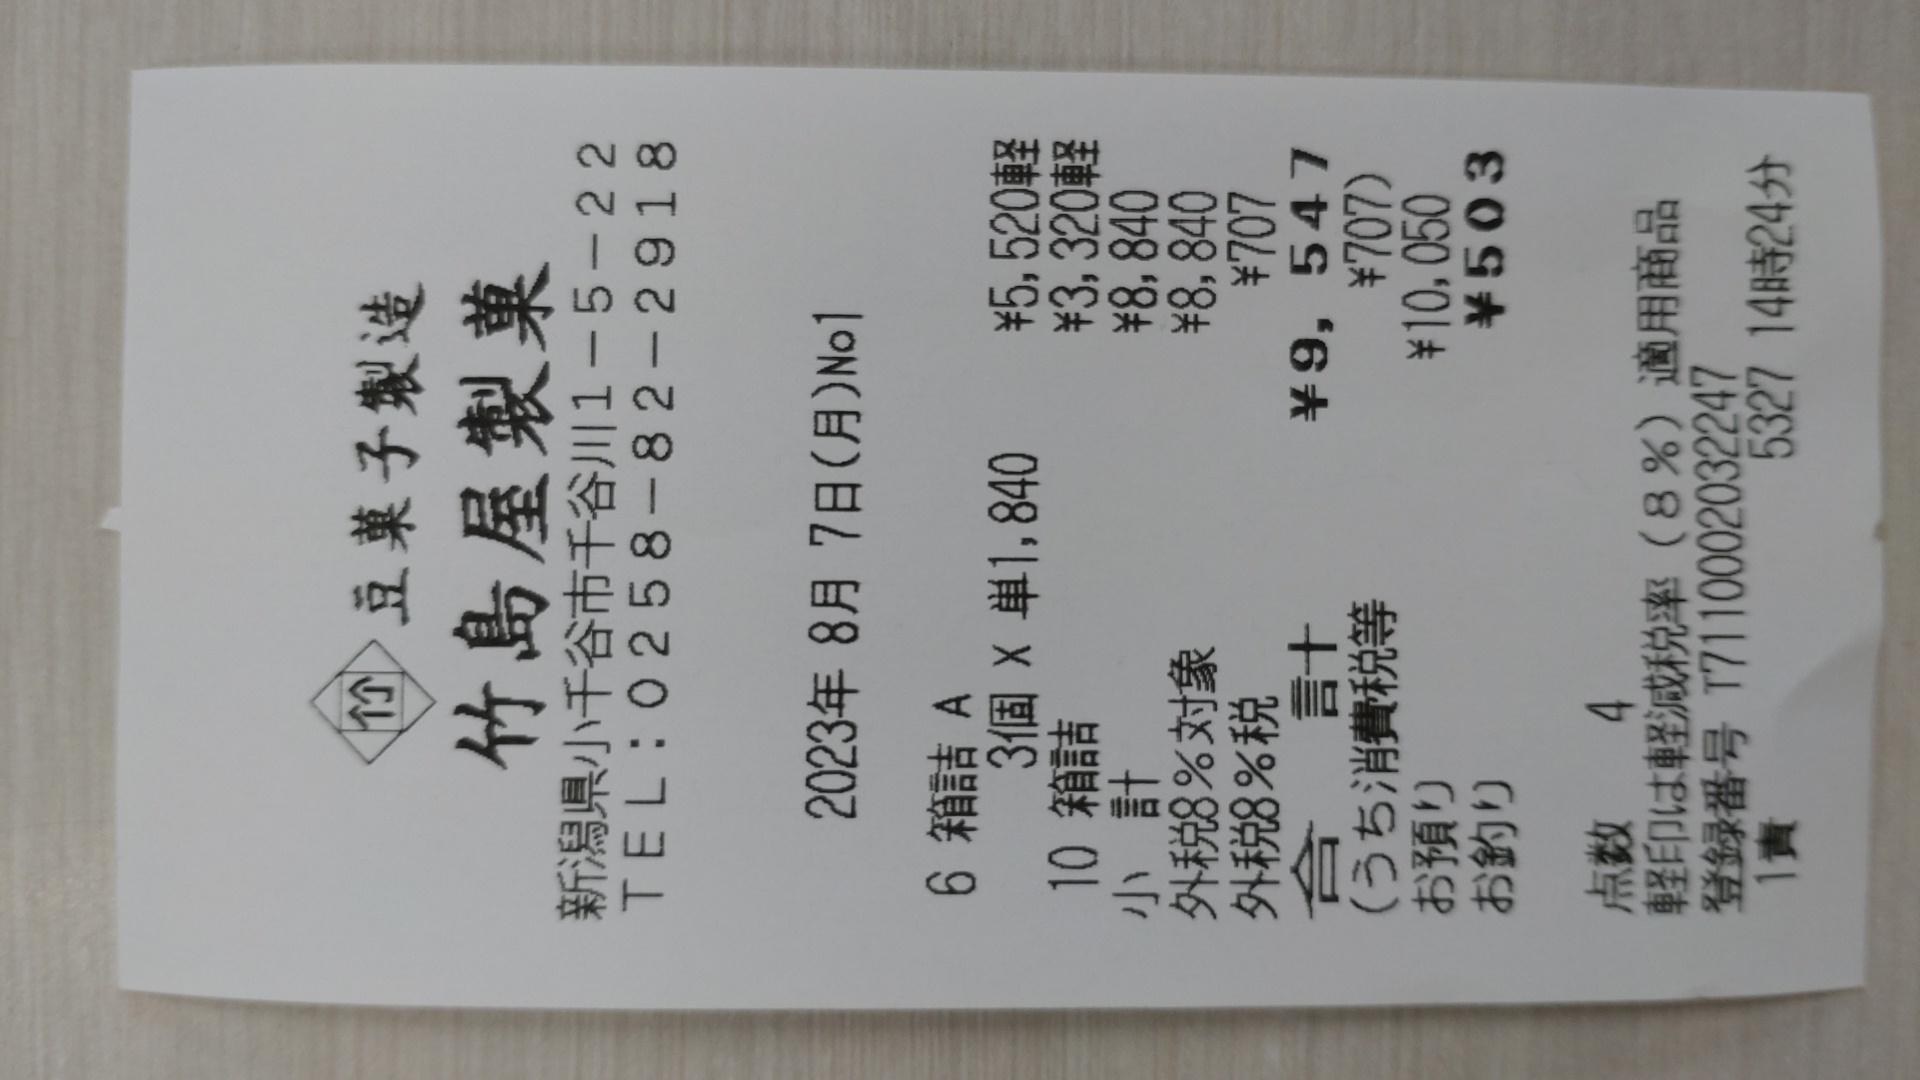 竹 豆菓子製造
竹島屋製菓
新潟県小千谷市千谷川1-5-22
TEL:0258-82-2918
2023年 8月 7日(月)No1
6 箱詰 A
3個 X 単1,840 ¥5,520軽
10 箱詰 ¥3,320軽
小 計 ¥8,840
外税8%対象 ¥8,840
外税8%税 ¥707
合 計 ¥9,547
(うち消費税等 ¥707)
お預り ¥10,050
お釣り ¥503
点数 4
軽印は軽減税率(8%)適用商品
登録番号 T7110002032247
1責 5327 14時24分